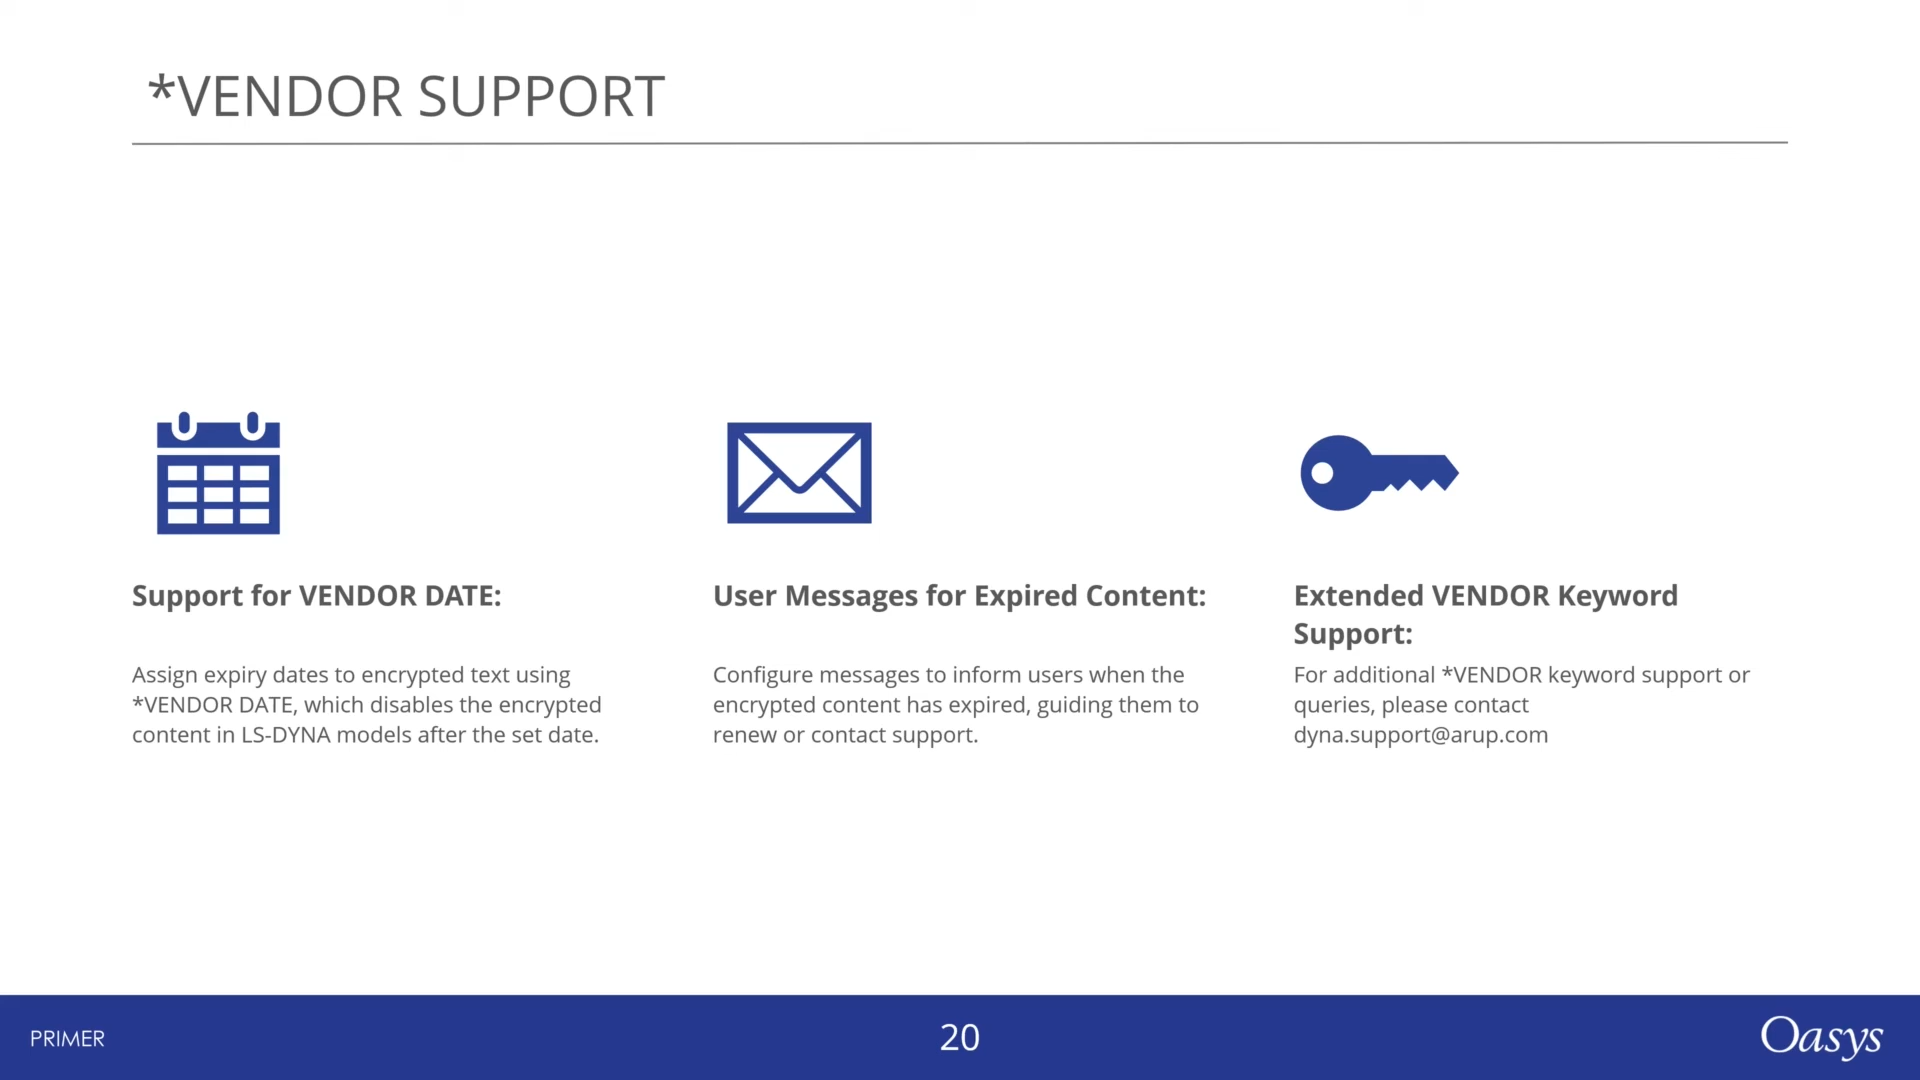 *VENDOR SUPPORT
Support for VENDOR DATE:
Assign expiry dates to encrypted text using
*VENDOR DATE, which disables the encrypted
content in LS-DYNA models after the set date.
User Messages for Expired Content:
Configure messages to inform users when the
encrypted content has expired, guiding them to
renew or contact support.
Extended VENDOR Keyword
Support:
For additional *VENDOR keyword support or
queries, please contact
dyna.support@arup.com
PRIMER
20
Oasys